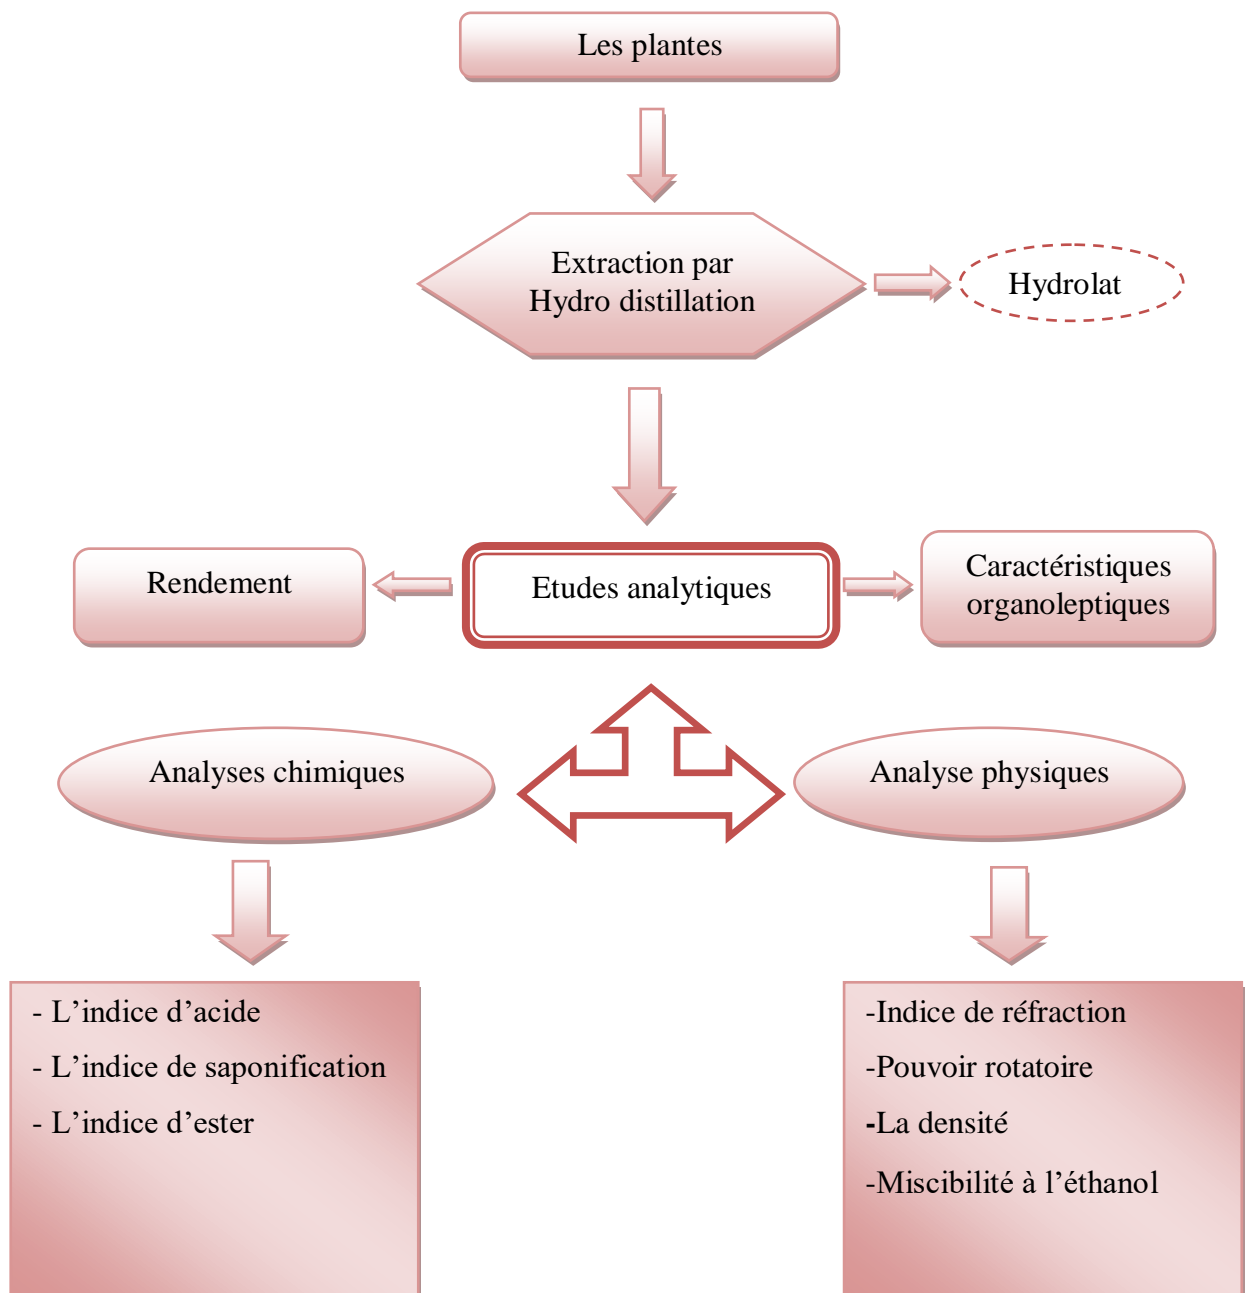 Les plantes
Extraction par
Hydro distillation
Hydrolat
Rendement
Etudes analytiques
Caractéristiques
organoleptiques
Analyses chimiques
Analyse physiques
- L’indice d’acide
- L’indice de saponification
- L’indice d’ester
-Indice de réfraction
-Pouvoir rotatoire
-La densité
-Miscibilité à l’éthanol